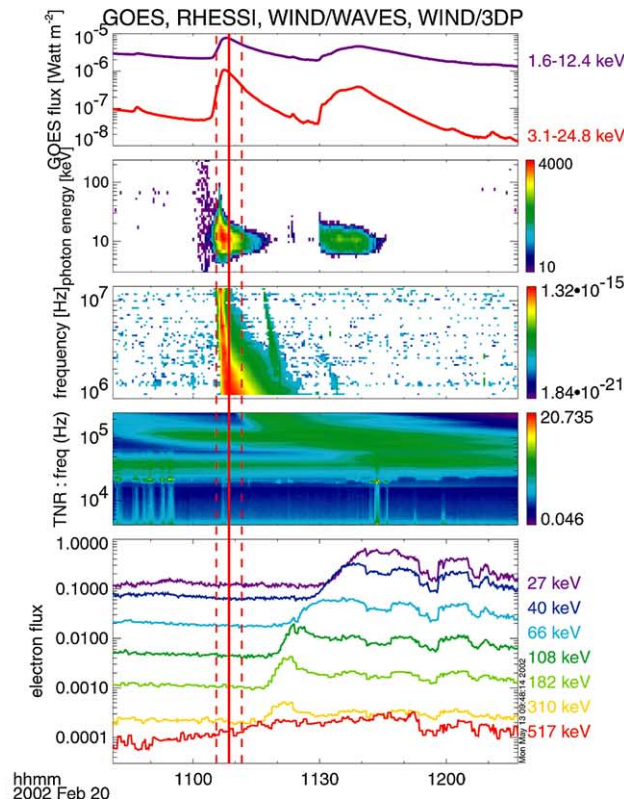 GOES, RHESSI, WIND/WAVES, WIND/3DP
GOES flux [Watt m⁻²]
10⁻⁵
10⁻⁶
10⁻⁷
10⁻⁸
1.6-12.4 keV
3.1-24.8 keV
photon energy [keV]
100
10
4000
10
frequency [Hz]
10⁷
10⁶
1.32•10⁻¹⁵
1.84•10⁻²¹
TNR : freq (Hz)
10⁵
10⁴
20.735
0.046
electron flux
1.0000
0.1000
0.0100
0.0010
0.0001
27 keV
40 keV
66 keV
108 keV
182 keV
310 keV
517 keV
Mon May 13 09:48:14 2002
1100
1130
1200
hhmm
2002 Feb 20